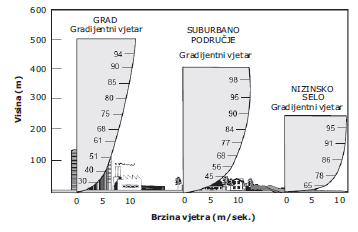 600
500
400
300
200
100
Visina (m)
GRAD
Gradijentni vjetar
94
90
85
80
75
68
61
51
40
30
SUBURBANO
PODRUČJE
Gradijentni vjetar
98
95
90
84
77
68
56
45
NIZINSKO
SELO
Gradijentni vjetar
95
91
86
78
65
0 5 10
0 5 10
0 5 10
Brzina vjetra (m/sek.)